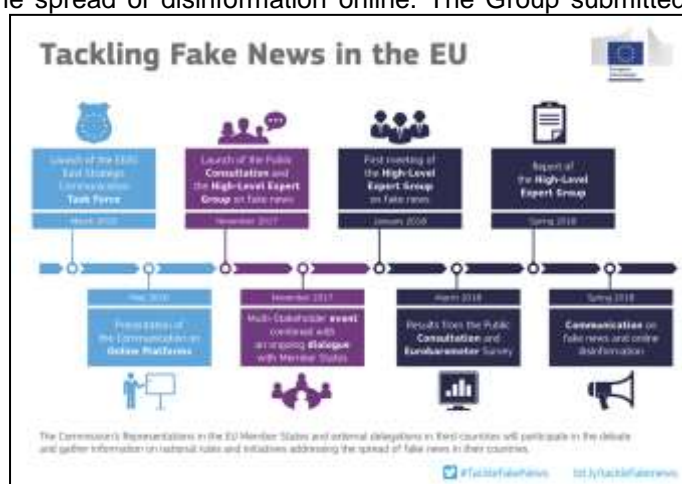 the spread of disinformation online. The Group submitted
Tackling Fake News in the EU
Launch of the EEAS
East Strategic
Communication
Task Force
March 2015
Launch of the Public
Consultation and
the High-Level Expert
Group on fake news
November 2017
First meeting of
the High-Level
Expert Group
on fake news
January 2018
Report of
the High-Level
Expert Group
Spring 2018
May 2016
Presentation of
the Communication on
Online Platforms
November 2017
Multi-Stakeholder event
combined with
an ongoing dialogue
with Member States
March 2018
Results from the Public
Consultation and
Eurobarometer Survey
Spring 2018
Communication on
fake news and online
disinformation
The Commission's Representations in the EU Member States and external delegations in third countries will participate in the debate
and gather information on national rules and initiatives addressing the spread of fake news in their countries.
#TackleFakeNews
bit.ly/tacklefakenews